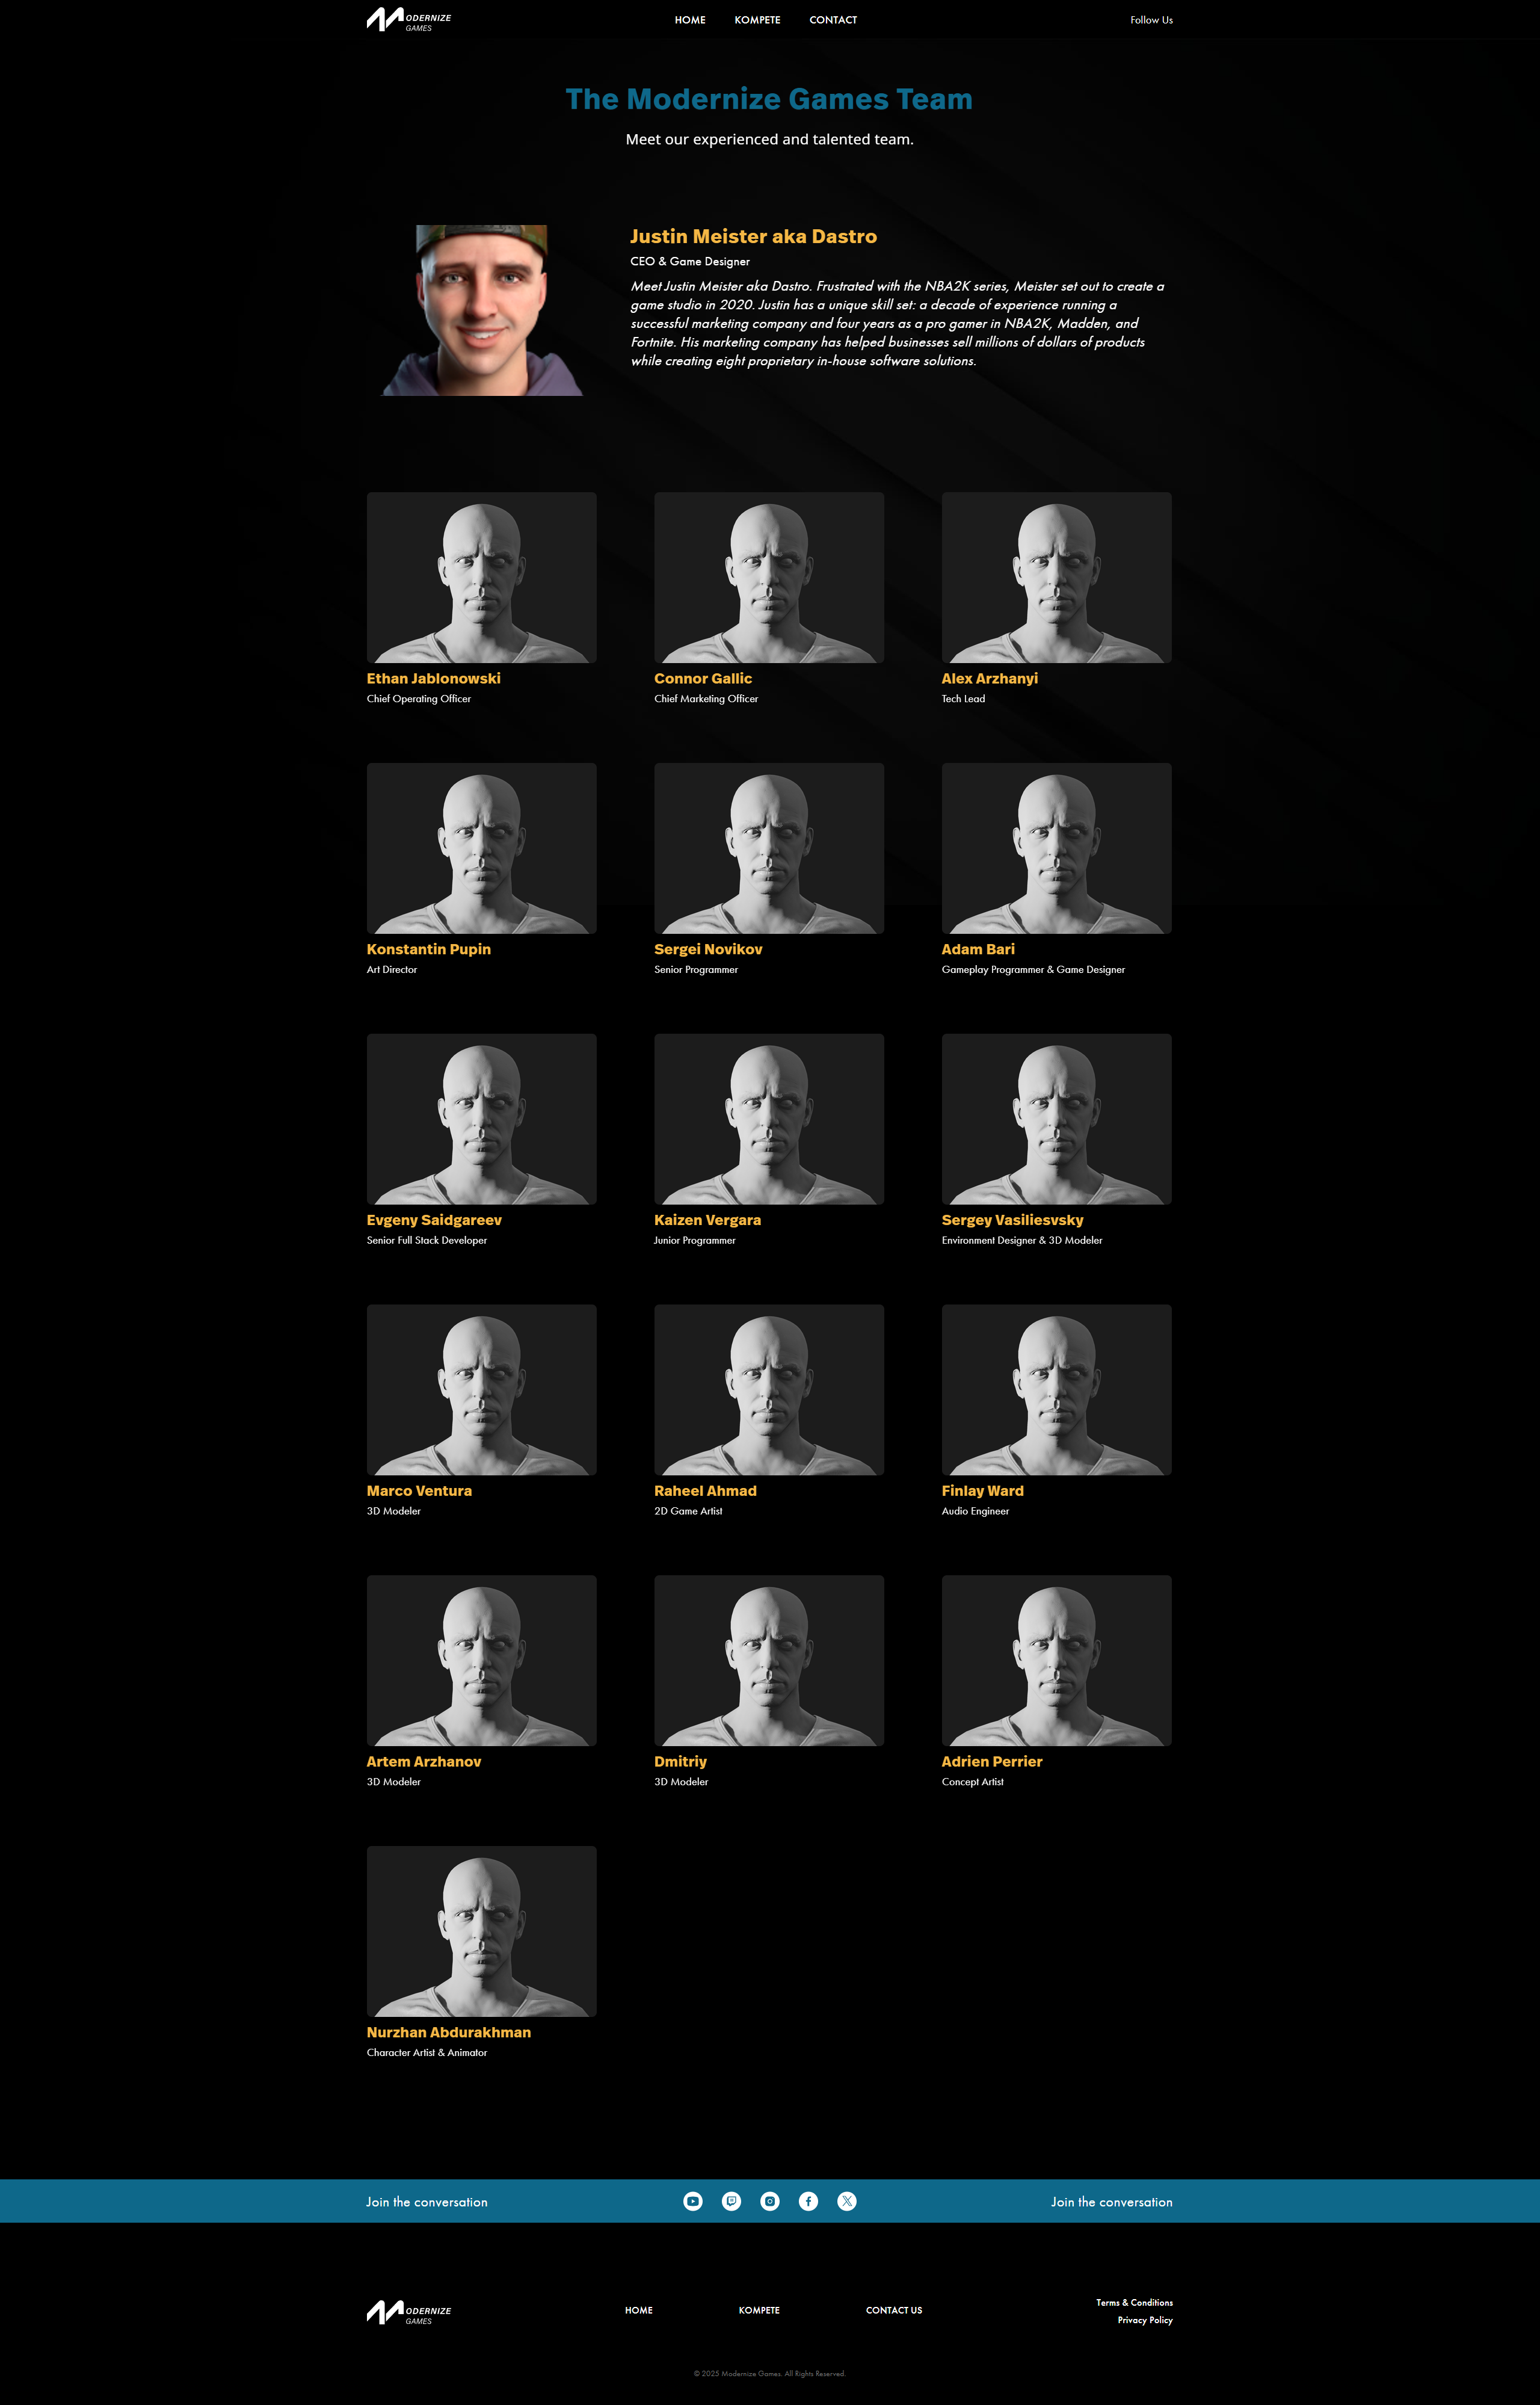 ODERNIZE
GAMES
HOME KOMPETE CONTACT
Follow Us
The Modernize Games Team
Meet our experienced and talented team.
Justin Meister aka Dastro
CEO & Game Designer
Meet Justin Meister aka Dastro. Frustrated with the NBA2K series, Meister set out to create a
game studio in 2020. Justin has a unique skill set: a decade of experience running a
successful marketing company and four years as a pro gamer in NBA2K, Madden, and
Fortnite. His marketing company has helped businesses sell millions of dollars of products
while creating eight proprietary in-house software solutions.
Ethan Jablonowski
Chief Operating Officer
Connor Gallic
Chief Marketing Officer
Alex Arzhanyi
Tech Lead
Konstantin Pupin
Art Director
Sergei Novikov
Senior Programmer
Adam Bari
Gameplay Programmer & Game Designer
Evgeny Saidgareev
Senior Full Stack Developer
Kaizen Vergara
Junior Programmer
Sergey Vasiliesvsky
Environment Designer & 3D Modeler
Marco Ventura
3D Modeler
Raheel Ahmad
2D Game Artist
Finlay Ward
Audio Engineer
Artem Arzhanov
3D Modeler
Dmitriy
3D Modeler
Adrien Perrier
Concept Artist
Nurzhan Abdurakhman
Character Artist & Animator
Join the conversation
Join the conversation
ODERNIZE
GAMES
HOME KOMPETE CONTACT US
Terms & Conditions
Privacy Policy
© 2025 Modernize Games. All Rights Reserved.